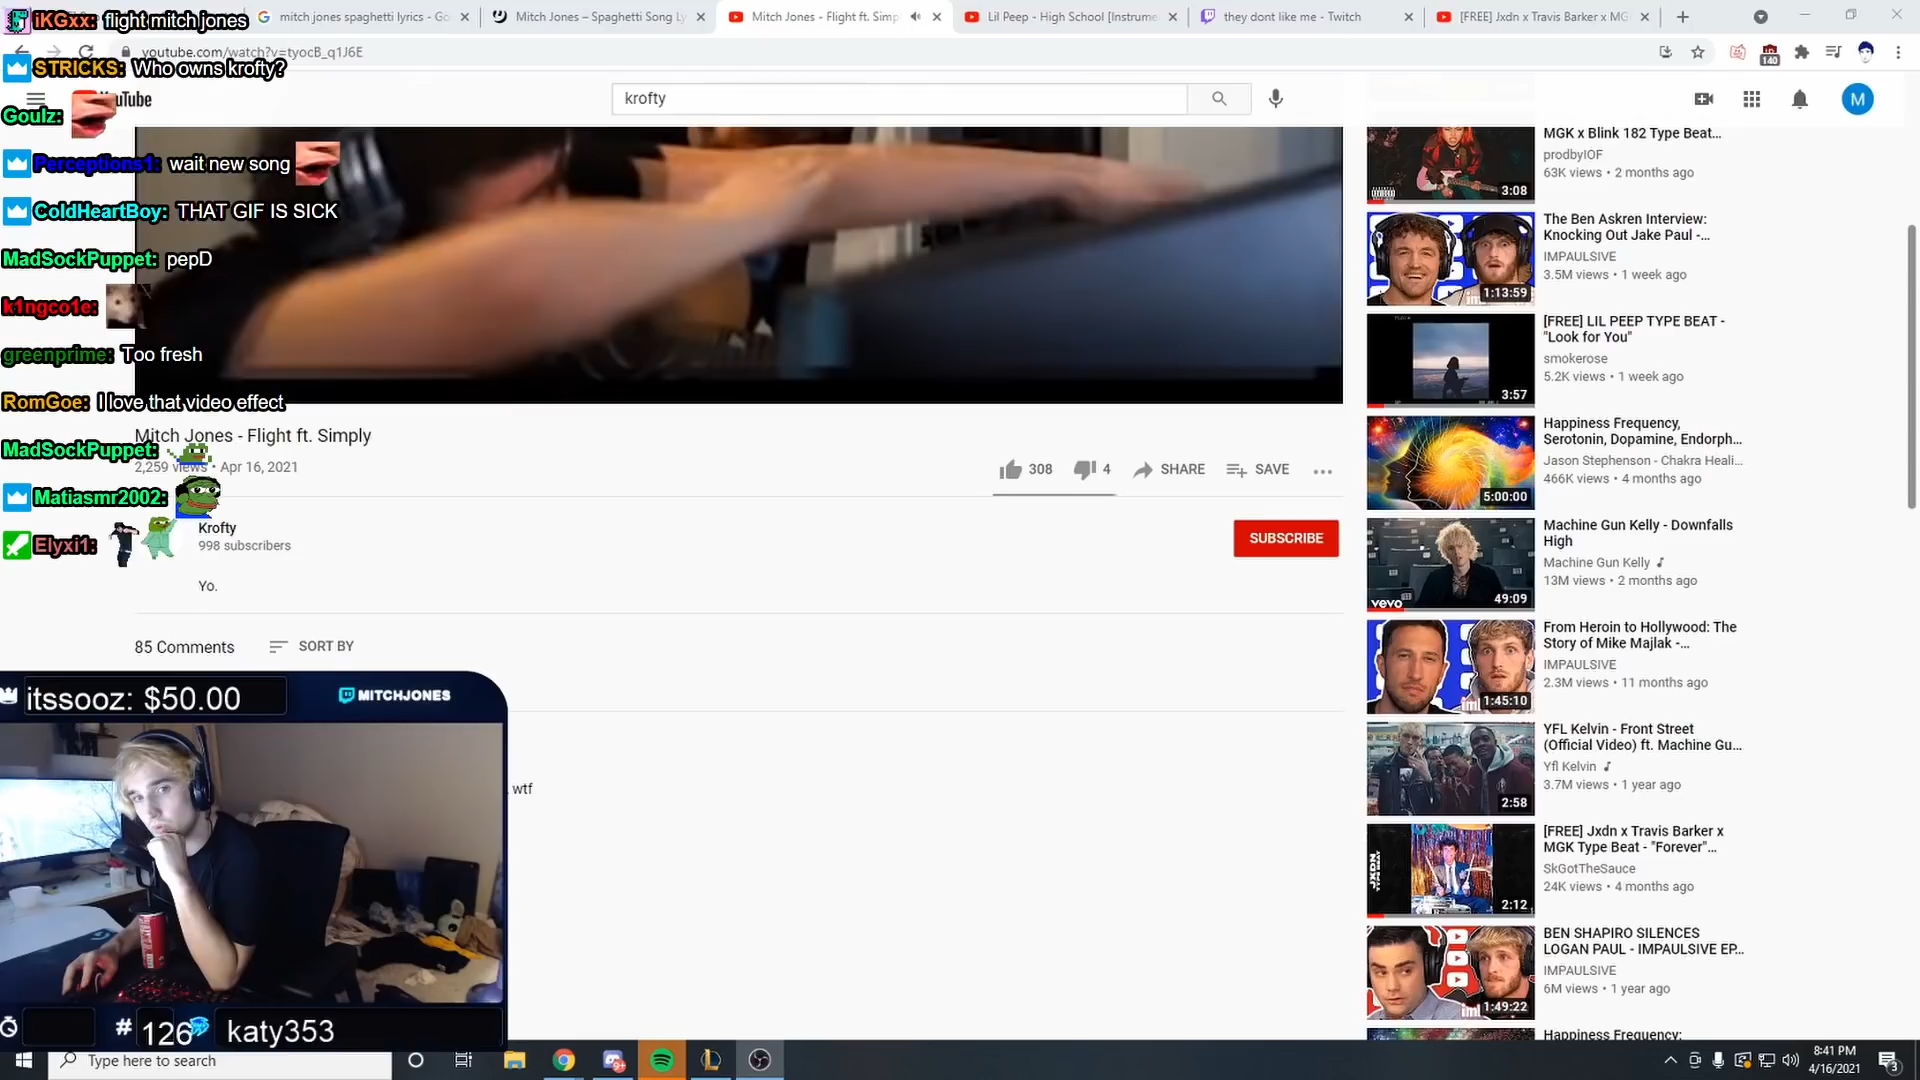 iKGxx: flight mitch jones
STRICKS: Who owns krofty?
Goulz:
Perceptions1: wait new song
ColdHeartBoy: THAT GIF IS SICK
MadSockPuppet: pepD
k1ngco1e:
greenprime: Too fresh
RomGoe: I love that video effect
MadSockPuppet:
Matiasmr2002:
Elyxi1:
mitch jones spaghetti lyrics - Go
Mitch Jones – Spaghetti Song Ly
Mitch Jones - Flight ft. Simp
Lil Peep - High School [Instrume
they dont like me - Twitch
[FREE] Jxdn x Travis Barker x MG
youtube.com/watch?v=tyocB_q1J6E
140
krofty
M
Mitch Jones - Flight ft. Simply
2,259 views • Apr 16, 2021
308
4
SHARE
SAVE
Krofty
998 subscribers
SUBSCRIBE
Yo.
85 Comments
SORT BY
wtf
MGK x Blink 182 Type Beat...
prodbyIOF
63K views • 2 months ago
3:08
The Ben Askren Interview:
Knocking Out Jake Paul -...
IMPAULSIVE
3.5M views • 1 week ago
1:13:59
[FREE] LIL PEEP TYPE BEAT -
"Look for You"
smokerose
5.2K views • 1 week ago
3:57
Happiness Frequency,
Serotonin, Dopamine, Endorph...
Jason Stephenson - Chakra Heali...
466K views • 4 months ago
5:00:00
Machine Gun Kelly - Downfalls
High
Machine Gun Kelly
13M views • 2 months ago
vevo
49:09
From Heroin to Hollywood: The
Story of Mike Majlak -...
IMPAULSIVE
2.3M views • 11 months ago
1:45:10
YFL Kelvin - Front Street
(Official Video) ft. Machine Gu...
Yfl Kelvin
3.7M views • 1 year ago
2:58
[FREE] Jxdn x Travis Barker x
MGK Type Beat - "Forever"...
SkGotTheSauce
24K views • 4 months ago
2:12
BEN SHAPIRO SILENCES
LOGAN PAUL - IMPAULSIVE EP...
IMPAULSIVE
6M views • 1 year ago
1:49:22
Happiness Frequency:
itssooz: $50.00
MITCHJONES
# 126
katy353
Type here to search
8:41 PM
4/16/2021
3